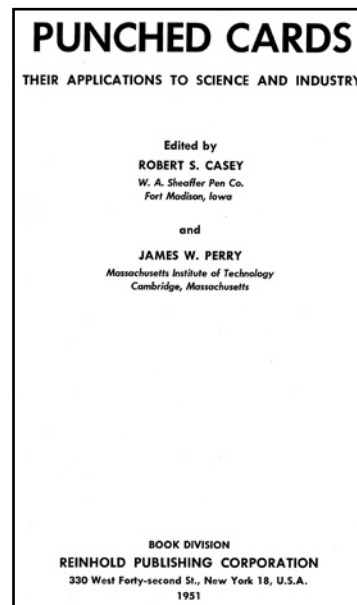 PUNCHED CARDS
THEIR APPLICATIONS TO SCIENCE AND INDUSTRY
Edited by
ROBERT S. CASEY
W. A. Sheaffer Pen Co.
Fort Madison, Iowa
and
JAMES W. PERRY
Massachusetts Institute of Technology
Cambridge, Massachusetts
BOOK DIVISION
REINHOLD PUBLISHING CORPORATION
330 West Forty-second St., New York 18, U.S.A.
1951